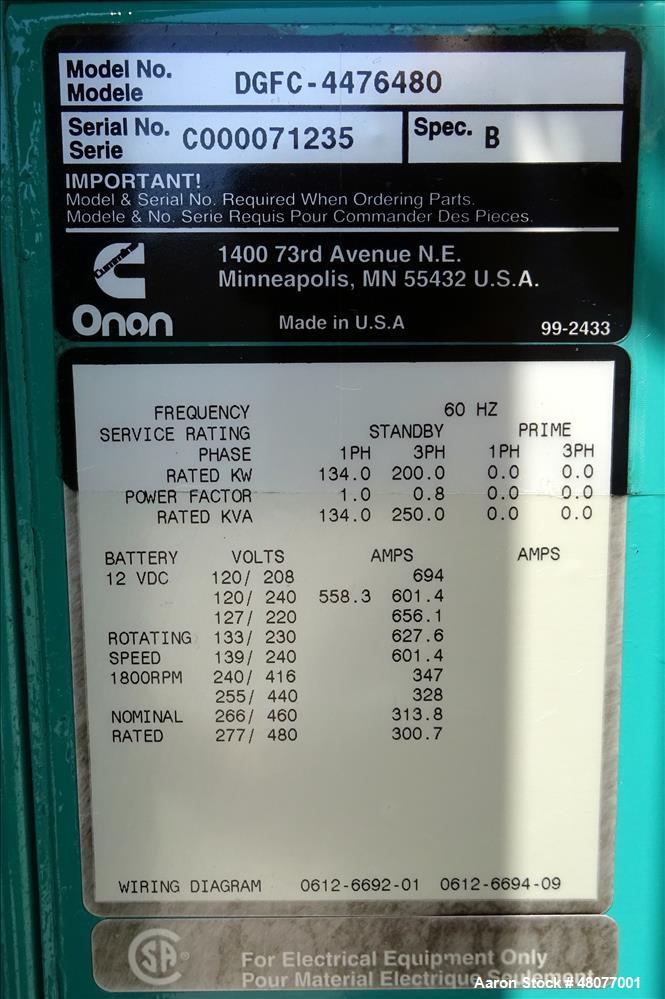 Model No.
Modele
DGFC-4476480
Serial No.
Serie
C000071235
Spec. B
IMPORTANT!
Model & Serial No. Required When Ordering Parts.
Modele & No. Serie Requis Pour Commander Des Pieces.
Cummins
Onan
1400 73rd Avenue N.E.
Minneapolis, MN 55432 U.S.A.
Made in U.S.A
99-2433
FREQUENCY 60 HZ
SERVICE RATING STANDBY PRIME
PHASE 1PH 3PH 1PH 3PH
RATED KW 134.0 200.0 0.0 0.0
POWER FACTOR 1.0 0.8 0.0 0.0
RATED KVA 134.0 250.0 0.0 0.0
BATTERY VOLTS AMPS AMPS
12 VDC 120/ 208 694
120/ 240 558.3 601.4
127/ 220 656.1
ROTATING 133/ 230 627.6
SPEED 139/ 240 601.4
1800RPM 240/ 416 347
255/ 440 328
NOMINAL 266/ 460 313.8
RATED 277/ 480 300.7
WIRING DIAGRAM 0612-6692-01 0612-6694-09
SA
For Electrical Equipment Only
Pour Material Electrique Seulement
Aaron Stock # 48077001